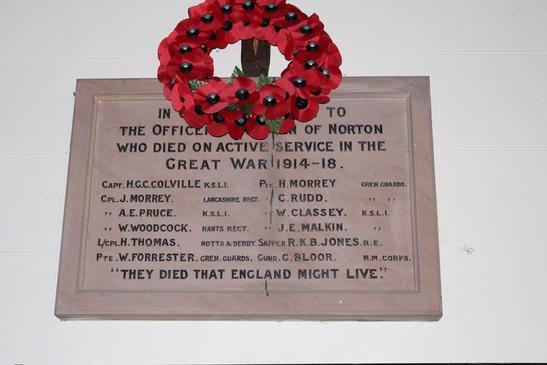 IN TO
THE OFFICERS MEN OF NORTON
WHO DIED ON ACTIVE SERVICE IN THE
GREAT WAR 1914-18.
CAPT. H.G.C. COLVILLE K.S.L.I. PTE H. MORREY GREN. GUARDS.
CPL J. MORREY. LANCASHIRE REGT. ,, C. RUDD. ,, ,,
,, A.E. PRUCE. K.S.L.I. ,, W. CLASSEY. K.S.L.I.
,, W. WOODCOCK. HANTS REGT. ,, J.E. MALKIN. ,,
L/CPL H. THOMAS. NOTTS & DERBY. SAPPER R.K.B. JONES. R.E.
PTE W. FORRESTER. GREN. GUARDS. GUNR. G. BLOOR. M.M. CORPS.
"THEY DIED THAT ENGLAND MIGHT LIVE."